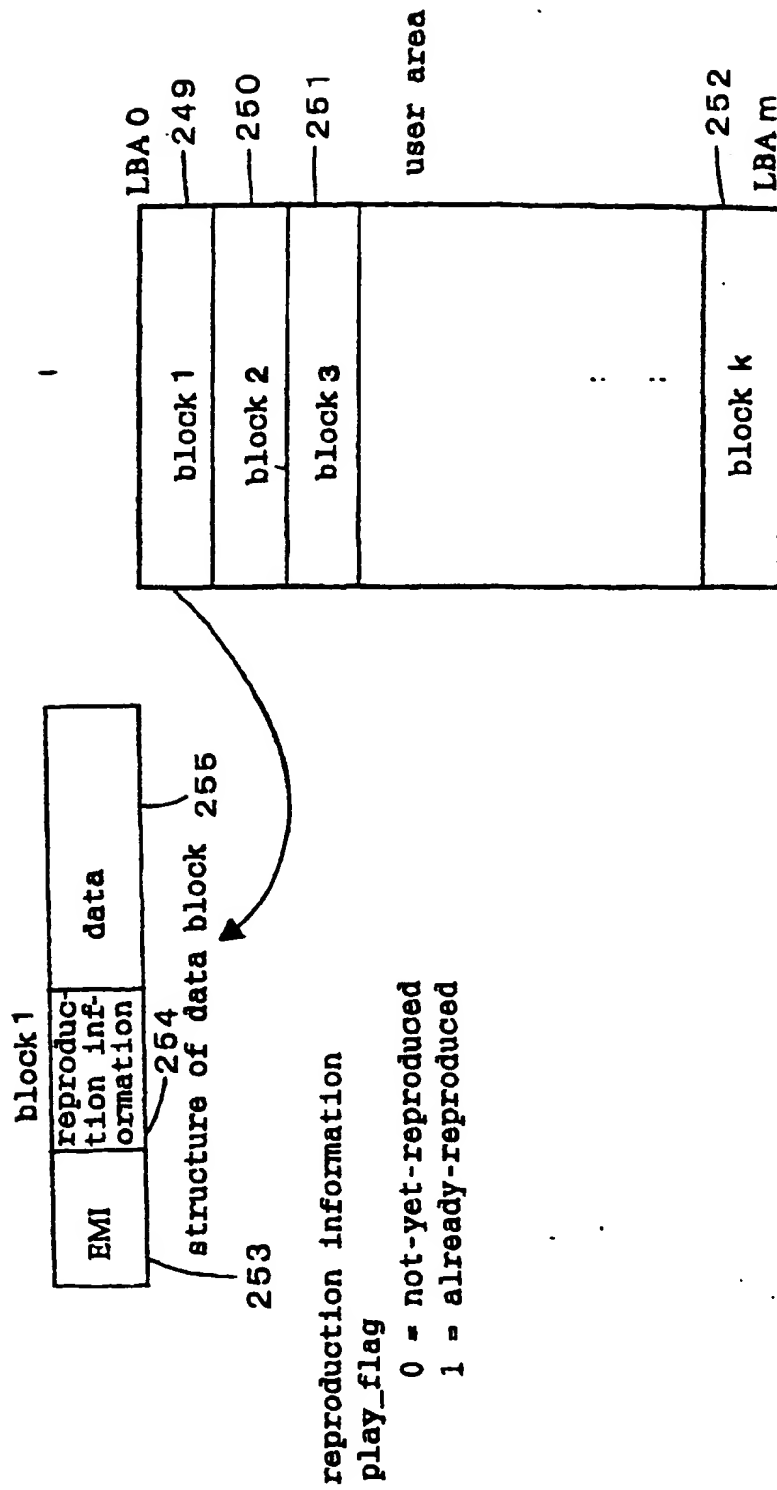 block 1
EMI
reproduc-
tion inf-
ormation
data
253
254
structure of data block
255
reproduction information
play_flag
0 = not-yet-reproduced
1 = already-reproduced
LBA 0
block 1
249
block 2
250
block 3
251
user area
: :
: :
block k
252
LBA m